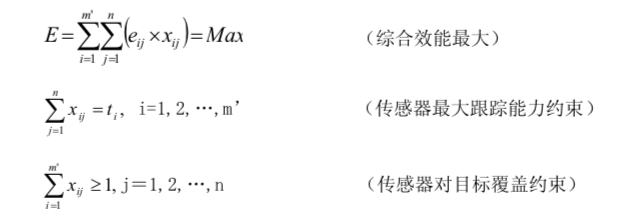 E=∑_{i=1}^{m'}∑_{j=1}^{n}(e_{ij}×x_{ij})=Max （综合效能最大）
∑_{j=1}^{n}x_{ij}=t_i, i=1,2,…,m' （传感器最大跟踪能力约束）
∑_{i=1}^{m'}x_{ij}≥1,j=1,2,…,n （传感器对目标覆盖约束）